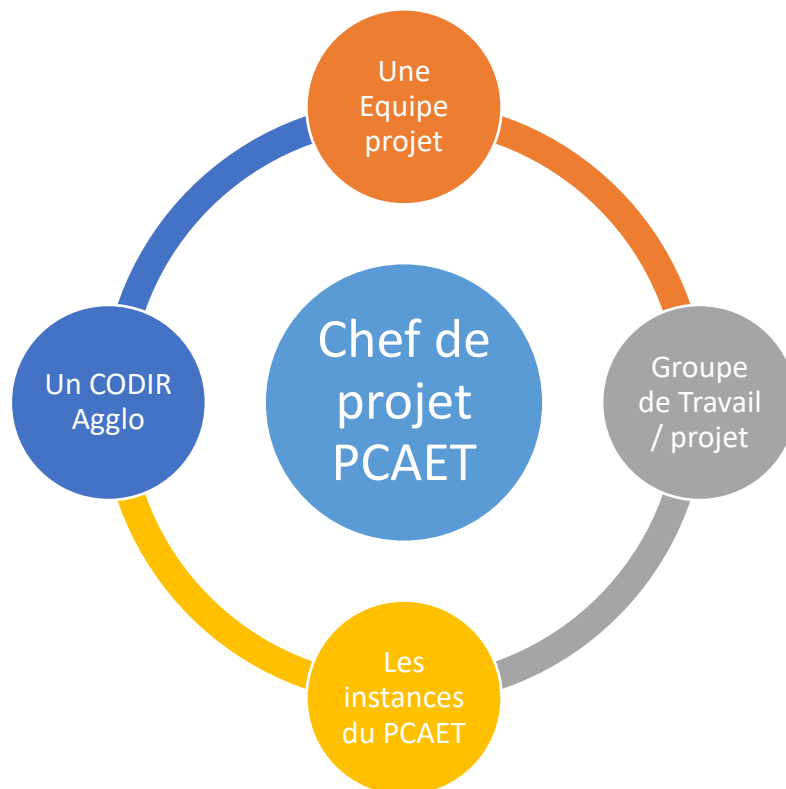 Une
Equipe
projet
Chef de
projet
PCAET
Un CODIR
Agglo
Groupe
de Travail
/ projet
Les
instances
du PCAET